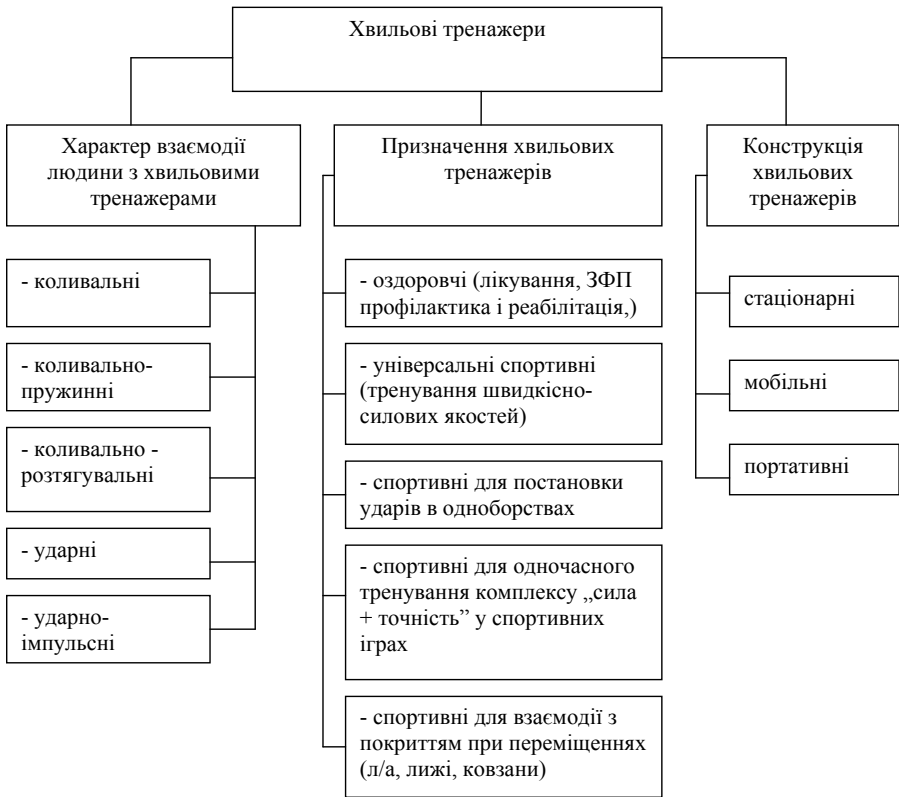 Хвильові тренажери
Характер взаємодії
людини з хвильовими
тренажерами
Призначення хвильових
тренажерів
Конструкція
хвильових
тренажерів
- коливальні
- коливально-
пружинні
- коливально -
розтягувальні
- ударні
- ударно-
імпульсні
- оздоровчі (лікування, ЗФП
профілактика і реабілітація,)
- універсальні спортивні
(тренування швидкісно-
силових якостей)
- спортивні для постановки
ударів в одноборствах
- спортивні для одночасного
тренування комплексу „сила
+ точність” у спортивних
іграх
- спортивні для взаємодії з
покриттям при переміщеннях
(л/а, лижі, ковзани)
стаціонарні
мобільні
портативні